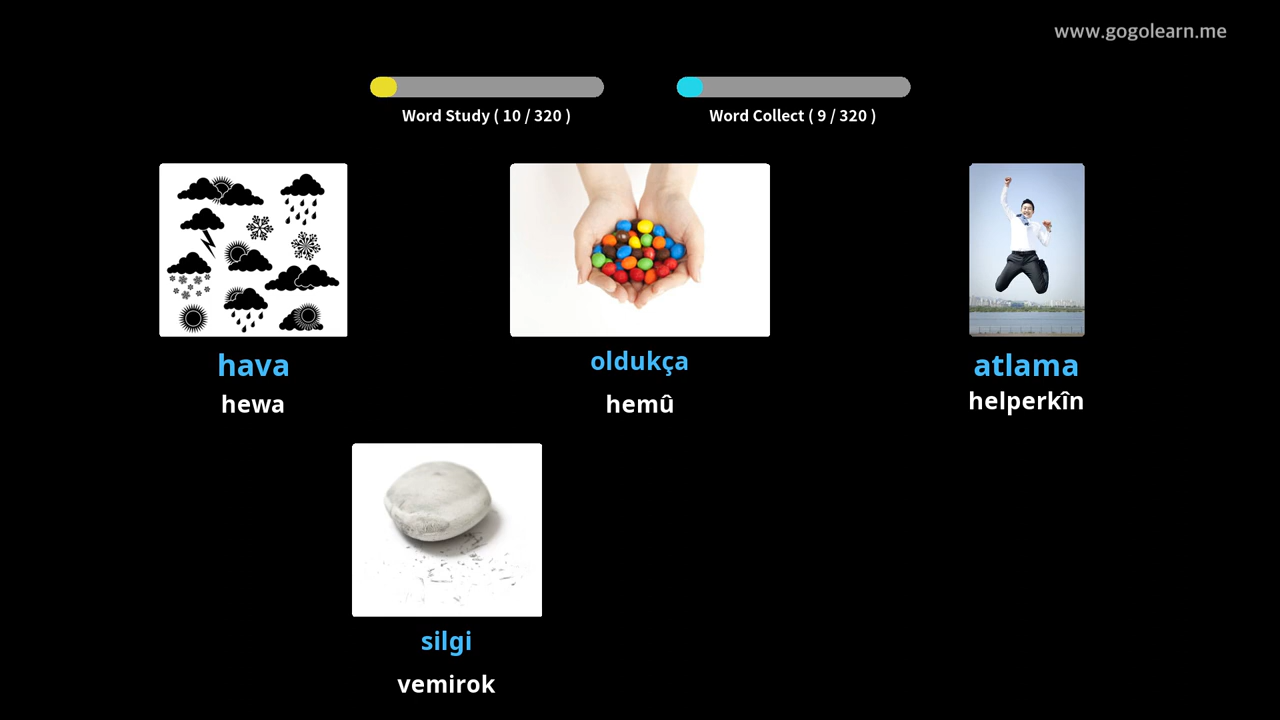 www.gogolearn.me
Word Study ( 10 / 320 )
Word Collect ( 9 / 320 )
hava
hewa
oldukça
hemû
atlama
helperkîn
silgi
vemirok